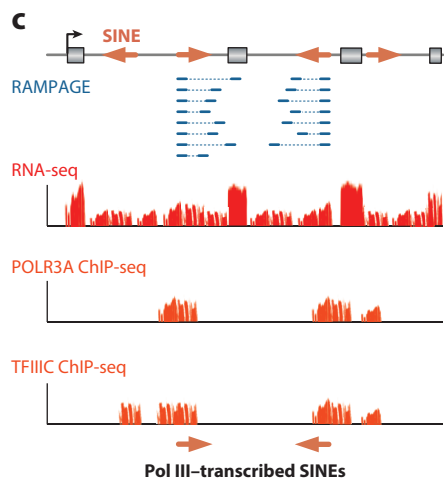 C
SINE
RAMPAGE
RNA-seq
POLR3A ChIP-seq
TFIIIC ChIP-seq
Pol III–transcribed SINEs